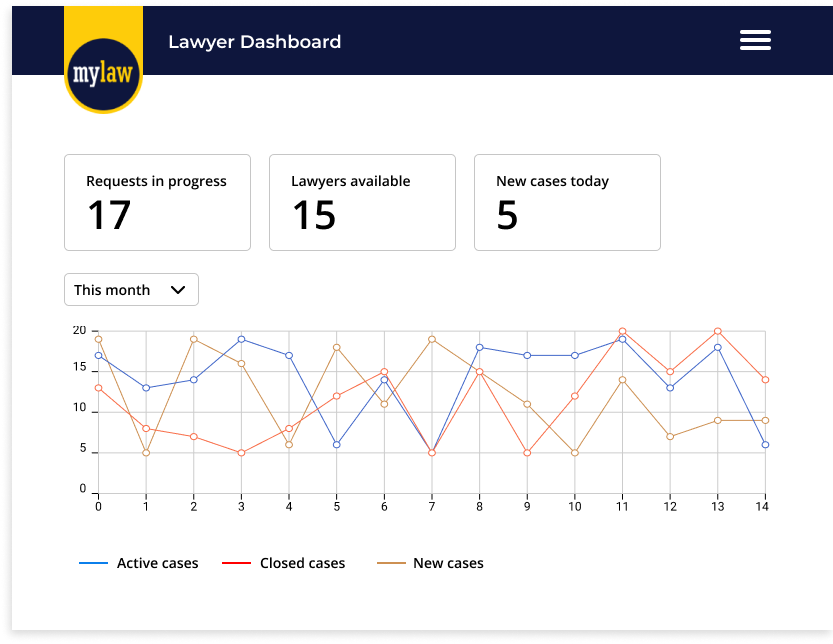 Lawyer Dashboard
mylaw
Requests in progress
17
Lawyers available
15
New cases today
5
This month
20
15
10
5
0
0 1 2 3 4 5 6 7 8 9 10 11 12 13 14
Active cases Closed cases New cases